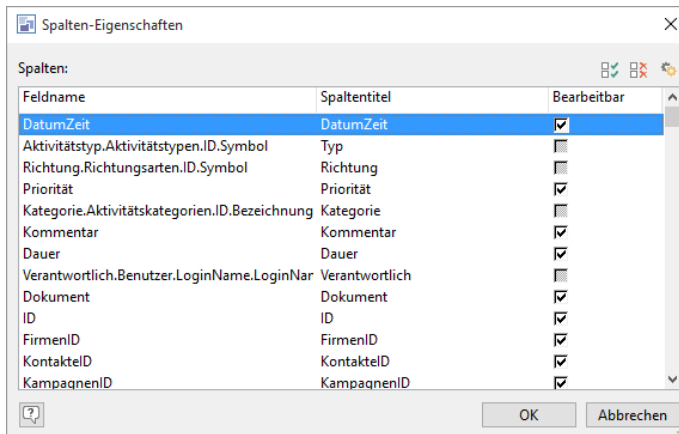 Spalten-Eigenschaften
Spalten:
Feldname Spaltentitel Bearbeitbar
DatumZeit DatumZeit
Aktivitätstyp.Aktivitätstypen.ID.Symbol Typ
Richtung.Richtungsarten.ID.Symbol Richtung
Priorität Priorität
Kategorie.Aktivitätskategorien.ID.Bezeichnung Kategorie
Kommentar Kommentar
Dauer Dauer
Verantwortlich.Benutzer.LoginName.LoginNar Verantwortlich
Dokument Dokument
ID ID
FirmenID FirmenID
KontakteID KontakteID
KampagnenID KampagnenID
OK Abbrechen